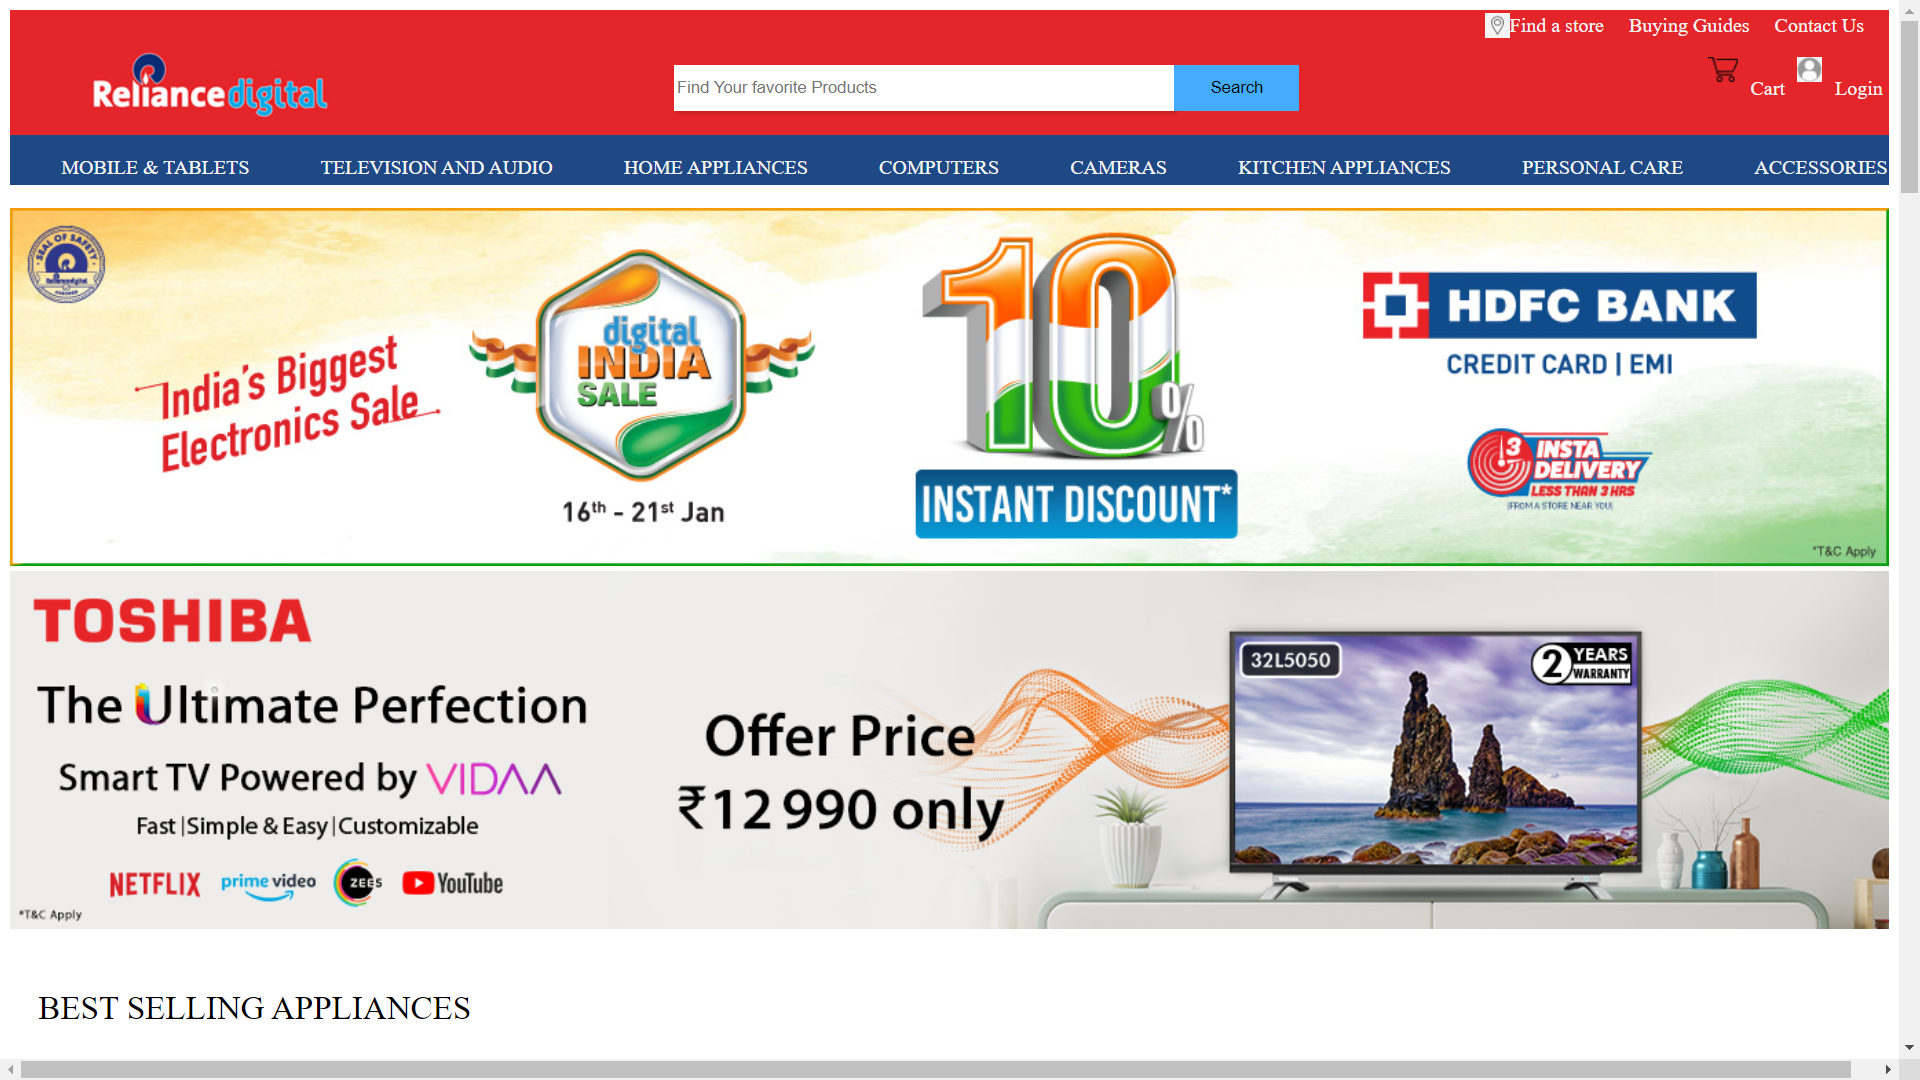 Find a store Buying Guides Contact Us
Reliance digital
Find Your favorite Products
Search
Cart
Login
MOBILE & TABLETS TELEVISION AND AUDIO HOME APPLIANCES COMPUTERS CAMERAS KITCHEN APPLIANCES PERSONAL CARE ACCESSORIES
SEAL OF SAFETY
Reliance digital
India's Biggest
Electronics Sale
digital
INDIA
SALE
16th - 21st Jan
10%
INSTANT DISCOUNT*
HDFC BANK
CREDIT CARD | EMI
3 INSTA
DELIVERY
LESS THAN 3 HRS
(FROM A STORE NEAR YOU)
*T&C Apply
TOSHIBA
The Ultimate Perfection
Smart TV Powered by VIDAA
Fast |Simple & Easy|Customizable
NETFLIX prime video ZEE5 YouTube
*T&C Apply
Offer Price
₹12 990 only
32L5050
2 YEARS
WARRANTY
BEST SELLING APPLIANCES